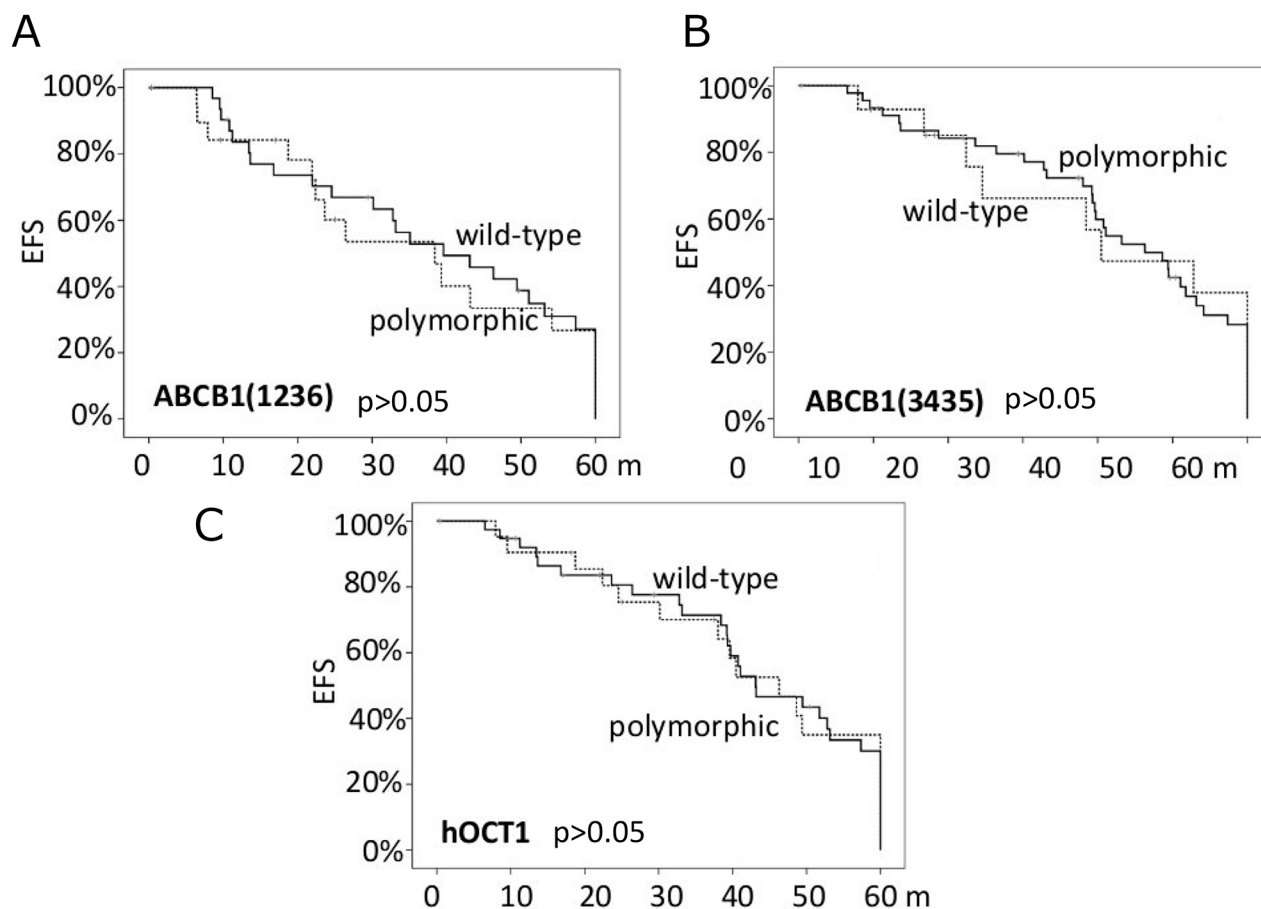 A
100%
80%
60%
40%
20%
0%
EFS
wild-type
polymorphic
ABCB1(1236) p>0.05
0 10 20 30 40 50 60 m
B
100%
80%
60%
40%
20%
0%
EFS
polymorphic
wild-type
ABCB1(3435) p>0.05
0 10 20 30 40 50 60 m
C
100%
80%
60%
40%
20%
0%
EFS
wild-type
polymorphic
hOCT1 p>0.05
0 10 20 30 40 50 60 m